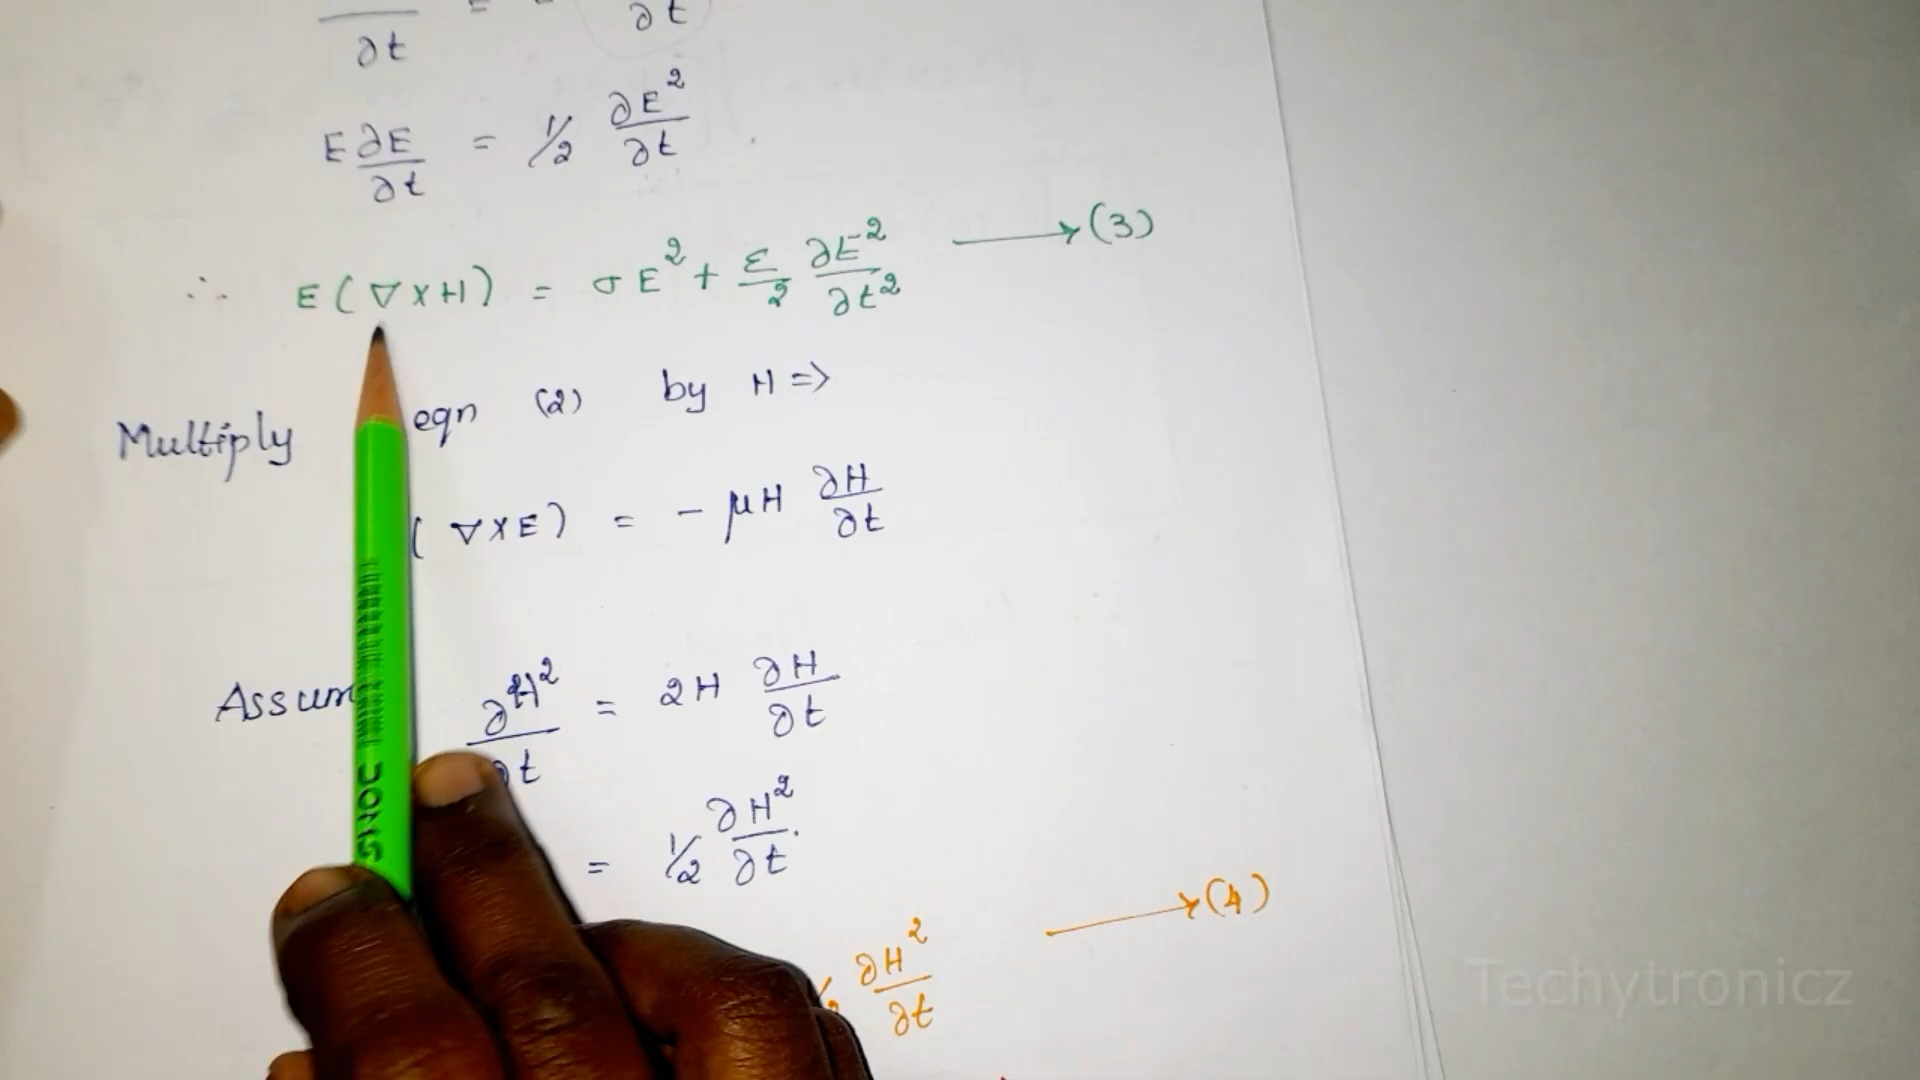 ∂t = ∂t
E ∂E/∂t = 1/2 ∂E²/∂t
∴ E(∇×H) = σE² + ε/2 ∂E²/∂t² ⟶ (3)
Multiply eqn (2) by H ⇒
(∇×E) = - μH ∂H/∂t
Assum ∂H²/∂t = 2H ∂H/∂t
= 1/2 ∂H²/∂t.
∂H²/∂t ⟶ (4)
Techytronicz